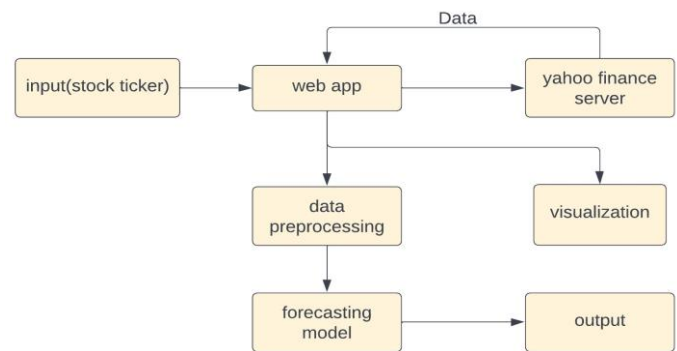 Data
input(stock ticker)
web app
yahoo finance
server
data
preprocessing
visualization
forecasting
model
output